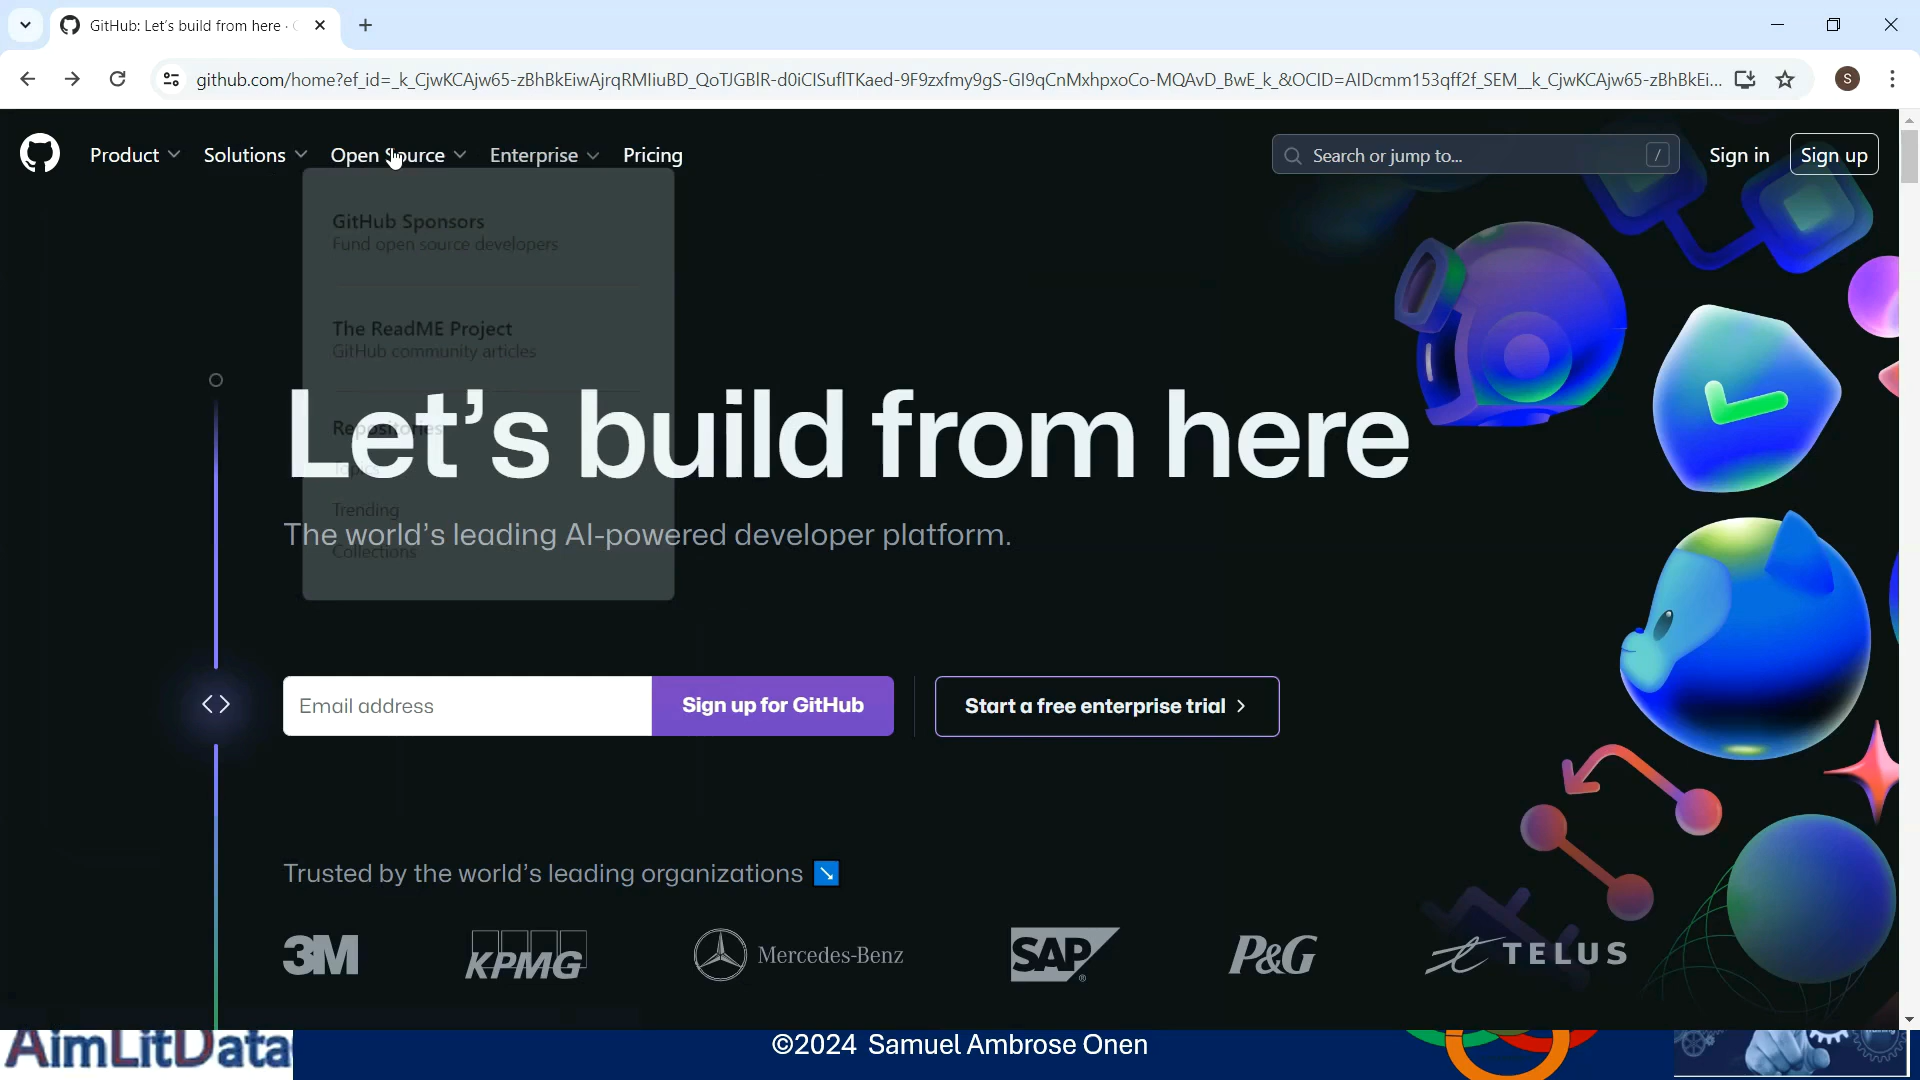 GitHub: Let's build from here ·
github.com/home?ef_id=_k_CjwKCAjw65-zBhBkEiwAjrqRMIiuBD_QoTJGBlR-d0iClSuflTKaed-9F9zxfmy9gS-GI9qCnMxhpxoCo-MQAvD_BwE_k_&OCID=AIDcmm153qff2f_SEM__k_CjwKCAjw65-zBhBkEi...
S
Product Solutions Open Source Enterprise Pricing
Search or jump to... /
Sign in Sign up
GitHub Sponsors
Fund open source developers
The ReadME Project
GitHub community articles
Repositories
Topics
Trending
Collections
Let's build from here
The world's leading AI-powered developer platform.
Email address Sign up for GitHub Start a free enterprise trial
Trusted by the world's leading organizations
3M KPMG Mercedes-Benz SAP ® P&G TELUS
AimLitData
©2024 Samuel Ambrose Onen